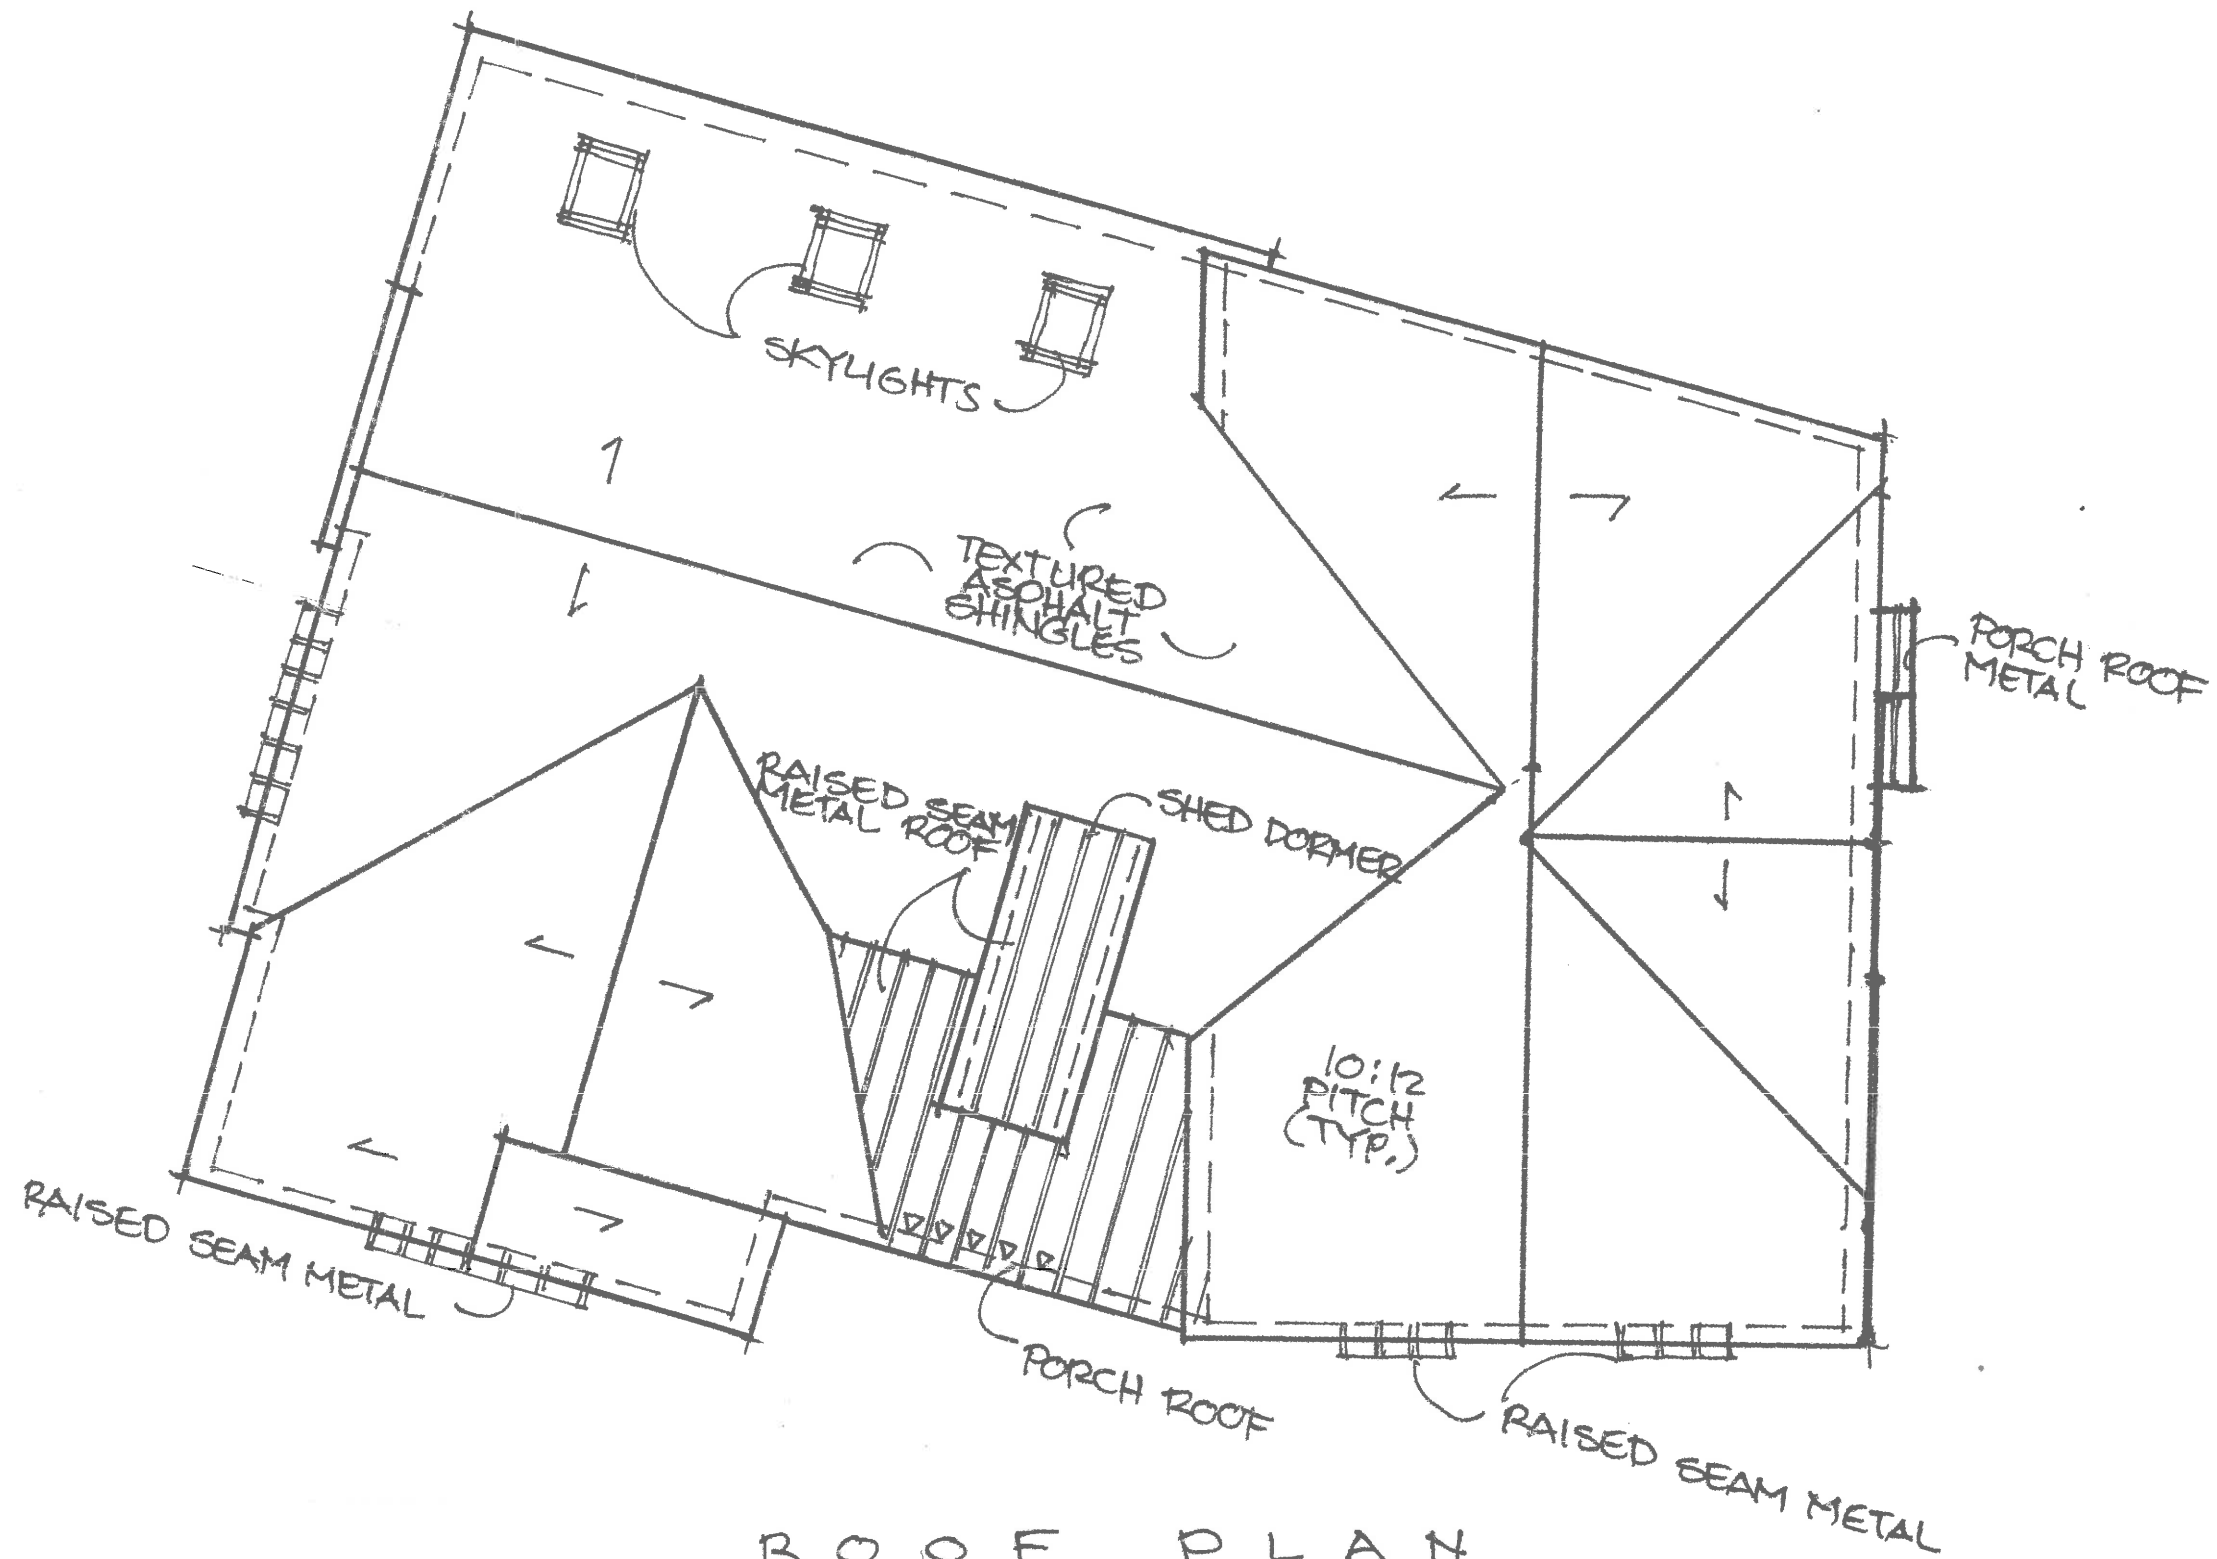 SKYLIGHTS
TEXTURED
ASPHALT
SHINGLES
PORCH ROOF
METAL
RAISED SEAM
METAL ROOF
SHED DORMER
10:12
PITCH
(TYP.)
RAISED SEAM METAL
PORCH ROOF
RAISED SEAM METAL
ROOF PLAN